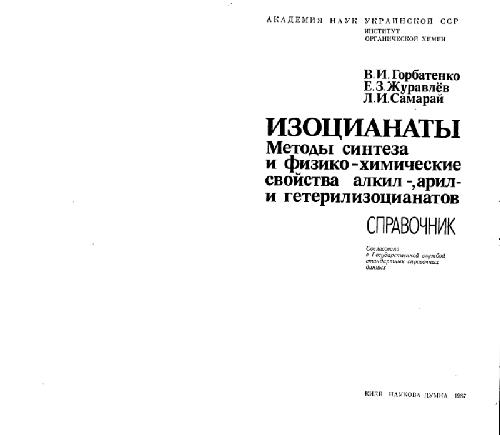 АКАДЕМИЯ НАУК УКРАИНСКОЙ ССР
ИНСТИТУТ
ОРГАНИЧЕСКОЙ ХИМИИ
В.И.Горбатенко
Е.З.Журавлёв
Л.И.Самарай
ИЗОЦИАНАТЫ
Методы синтеза
и физико-химические
свойства алкил-,арил-
и гетерилизоцианатов
СПРАВОЧНИК
Согласовано
с Государственной службой
стандартных справочных
данных
КИЕВ НАУКОВА ДУМКА 1987